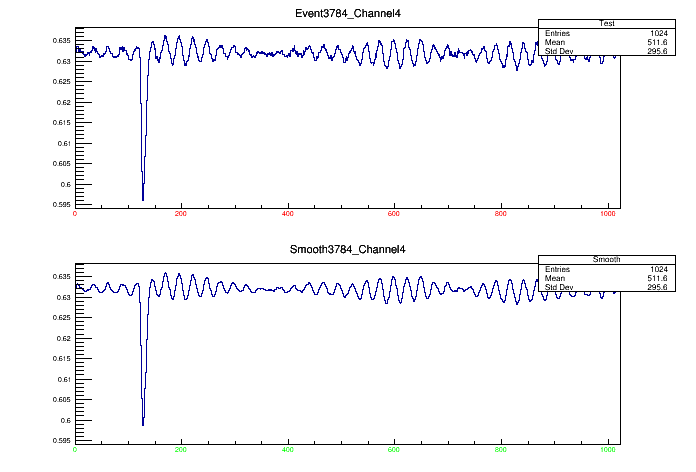 Event3784_Channel4
Test
Entries 1024
Mean 511.6
Std Dev 295.6
0.635
0.63
0.625
0.62
0.615
0.61
0.605
0.6
0.595
0 200 400 600 800 1000
Smooth3784_Channel4
Smooth
Entries 1024
Mean 511.6
Std Dev 295.6
0.635
0.63
0.625
0.62
0.615
0.61
0.605
0.6
0.595
0 200 400 600 800 1000